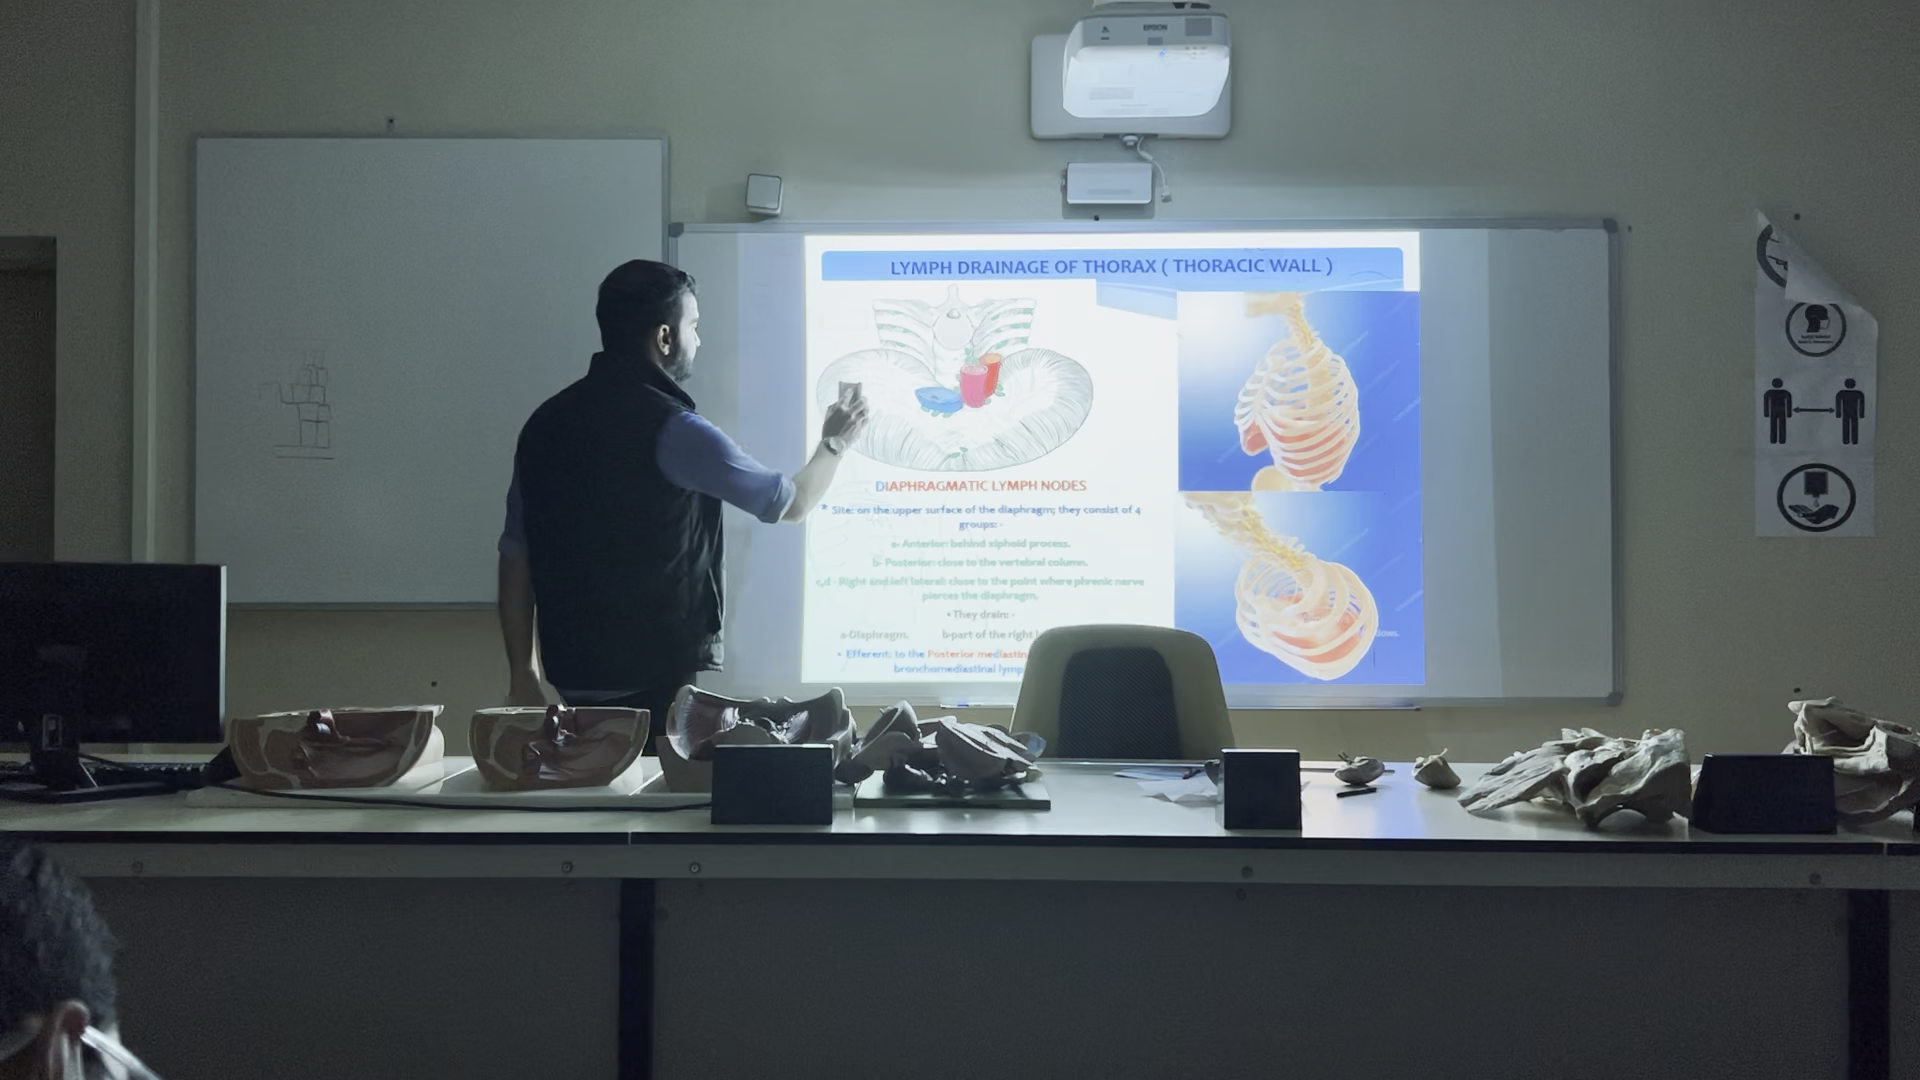 EPSON
LYMPH DRAINAGE OF THORAX ( THORACIC WALL )
DIAPHRAGMATIC LYMPH NODES
* Site: on the upper surface of the diaphragm; they consist of 4
groups: -
a- Anterior: behind xiphoid process.
b- Posterior: close to the vertebral column.
c,d - Right and left lateral: close to the point where phrenic nerve
pierces the diaphragm.
• They drain: -
a-Diaphragm. b-part of the right
• Efferent: to the Posterior mediastin
bronchomediastinal lymp